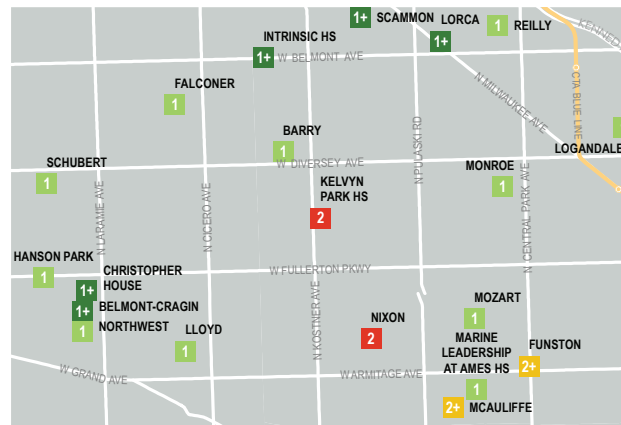 SCAMMON
1+
LORCA
1+
REILLY
1
KENNED
INTRINSIC HS
1+
W BELMONT AVE
N MILWAUKEE AVE
CTA BLUE LINE
FALCONER
1
BARRY
1
W DIVERSEY AVE
N PULASKI RD
LOGANDALE
SCHUBERT
1
MONROE
1
KELVYN
PARK HS
2
N LARAMIE AVE
N CICERO AVE
N CENTRAL PARK AVE
HANSON PARK
1
W FULLERTON PKWY
CHRISTOPHER
HOUSE
1+
BELMONT-CRAGIN
1+
NORTHWEST
1
LLOYD
1
N KOSTNER AVE
NIXON
2
MOZART
1
MARINE
LEADERSHIP
AT AMES HS
1
FUNSTON
2+
W GRAND AVE
W ARMITAGE AVE
2+
MCAULIFFE